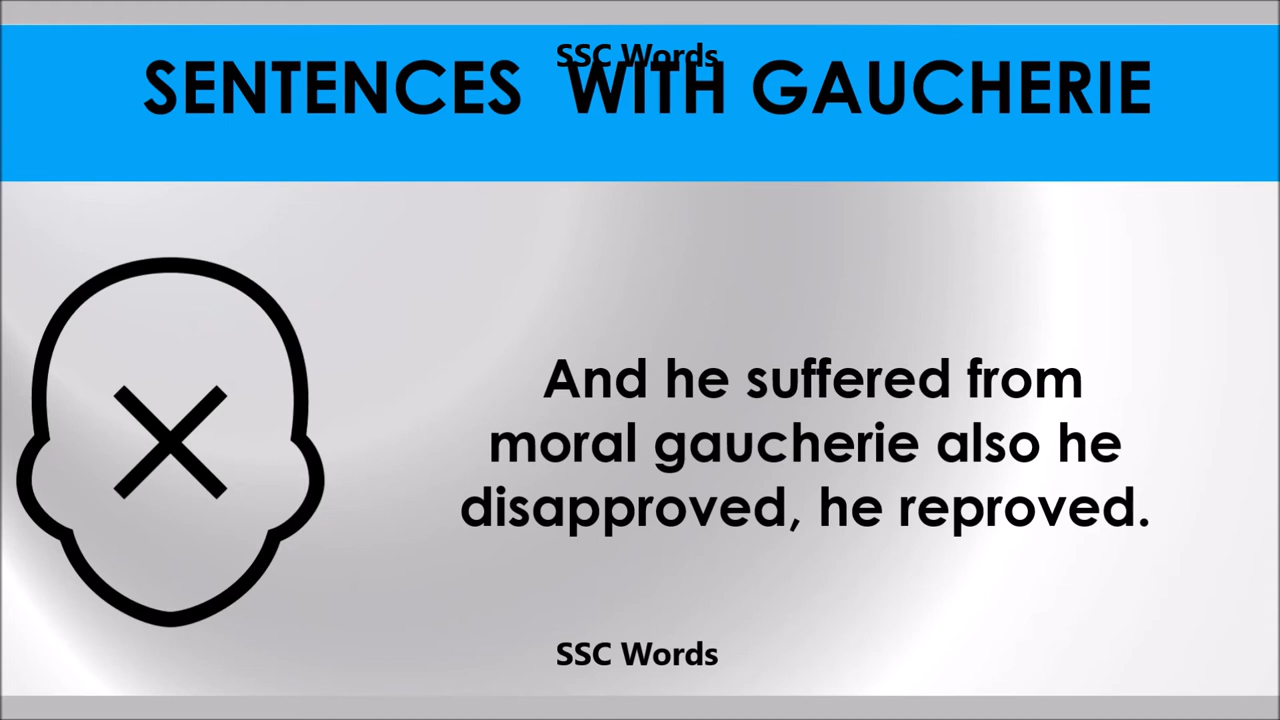 SSC Words
SENTENCES WITH GAUCHERIE
And he suffered from
moral gaucherie also he
disapproved, he reproved.
SSC Words